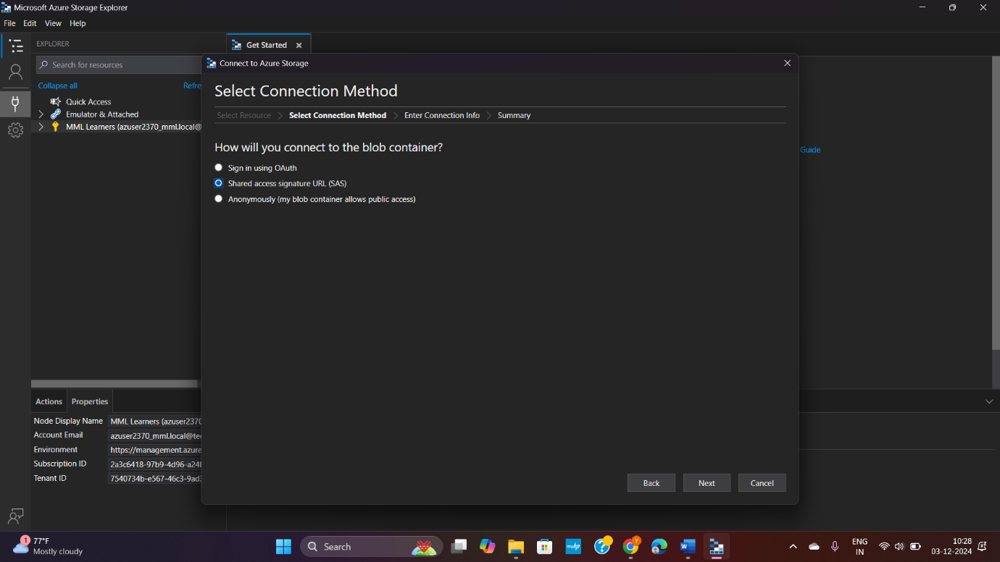 Microsoft Azure Storage Explorer
File Edit View Help
EXPLORER
Get Started
Search for resources
Collapse all
Quick Access
Emulator & Attached
MML Learners (azuser2370_mml.local@
Connect to Azure Storage
Select Connection Method
Select Resource Select Connection Method Enter Connection Info Summary
How will you connect to the blob container?
Sign in using OAuth
Shared access signature URL (SAS)
Anonymously (my blob container allows public access)
Guide
Back Next Cancel
Actions Properties
Node Display Name MML Learners (azuser2370
Account Email azuser2370_mml.local@te
Environment https://management.azure
Subscription ID 2a3c6418-97b9-4d96-a24
Tenant ID 7540734b-e567-46c3-9ad
1
77°F
Mostly cloudy
Search
myhp
ENG
IN
10:28
03-12-2024